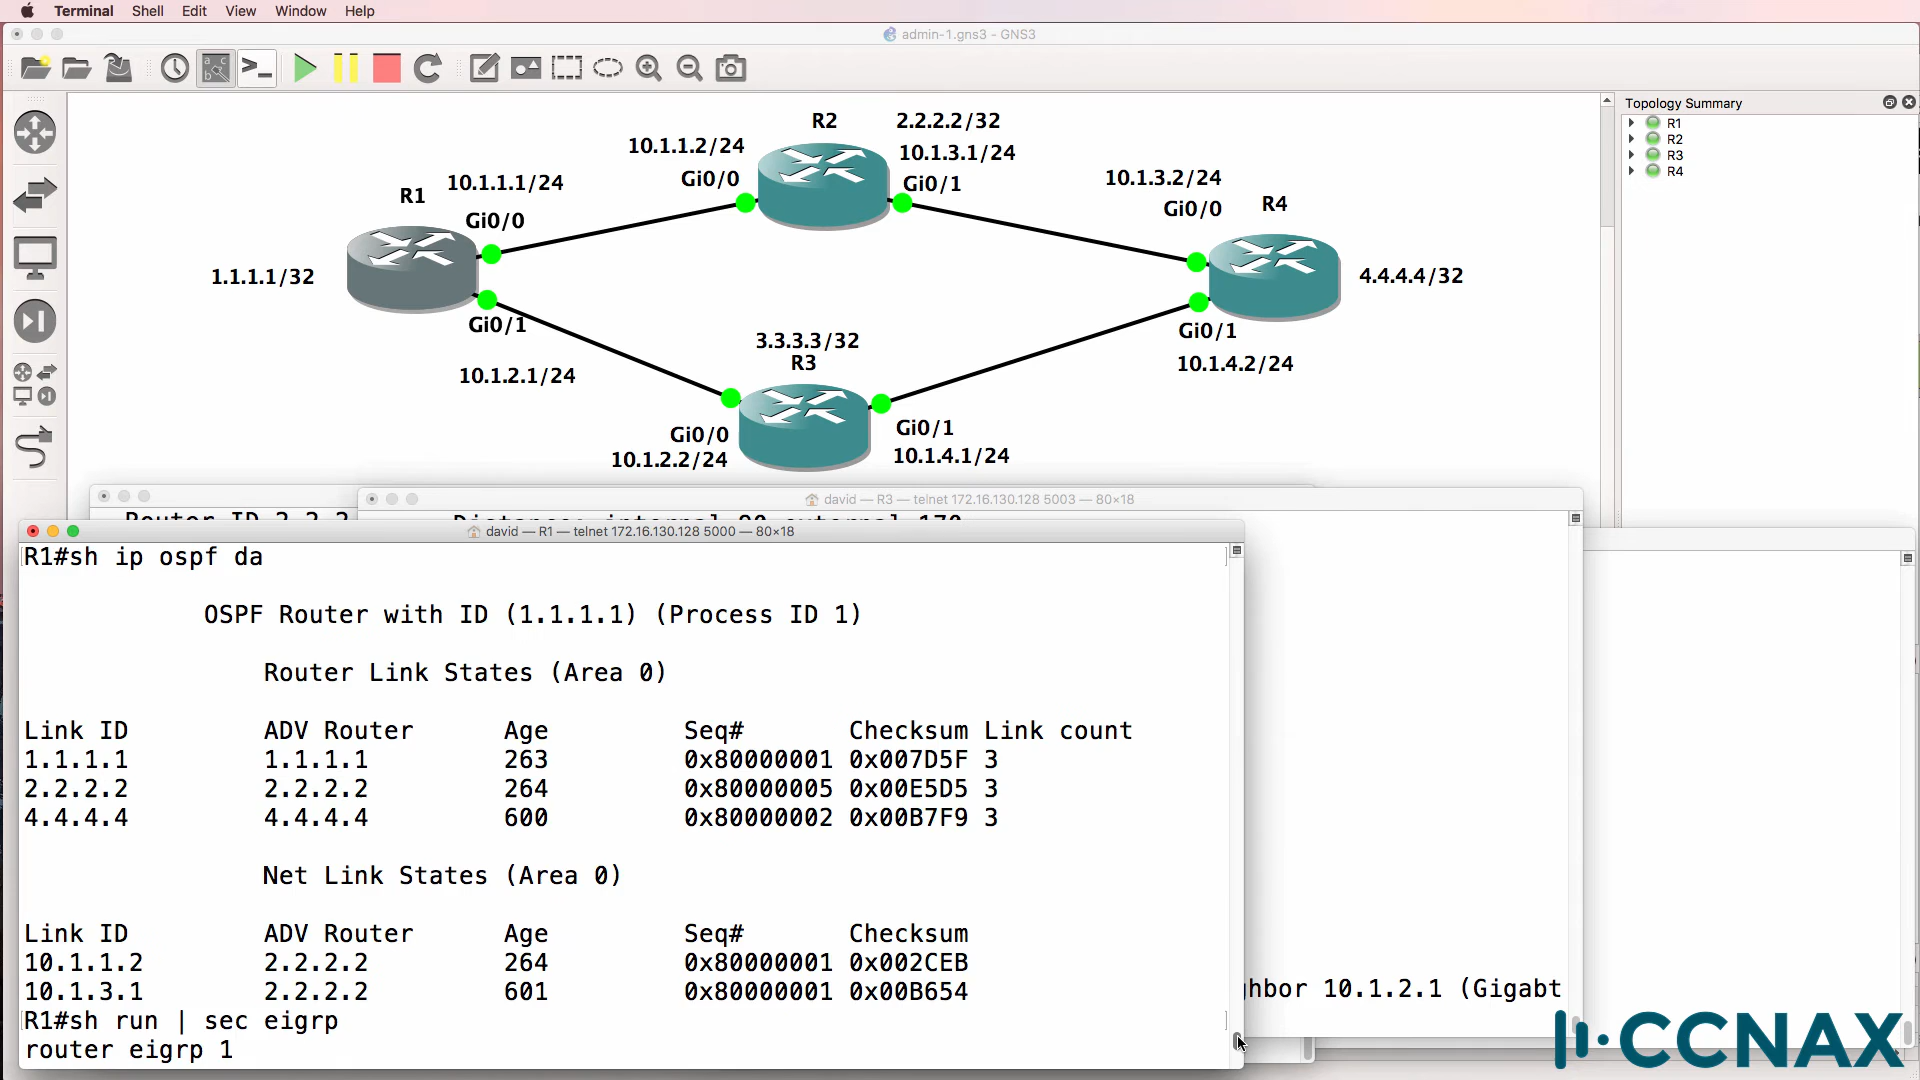 Terminal Shell Edit View Window Help
admin-1.gns3 - GNS3
Topology Summary
R1
R2
R3
R4
R2
2.2.2.2/32
10.1.1.2/24
10.1.3.1/24
Gi0/0
Gi0/1
R1
10.1.1.1/24
Gi0/0
10.1.3.2/24
Gi0/0
R4
1.1.1.1/32
4.4.4.4/32
Gi0/1
10.1.2.1/24
3.3.3.3/32
R3
Gi0/1
10.1.4.2/24
Gi0/0
10.1.2.2/24
Gi0/1
10.1.4.1/24
david — R3 — telnet 172.16.130.128 5003 — 80×18
david — R1 — telnet 172.16.130.128 5000 — 80×18
R1#sh ip ospf da
OSPF Router with ID (1.1.1.1) (Process ID 1)
Router Link States (Area 0)
Link ID ADV Router Age Seq# Checksum Link count
1.1.1.1 1.1.1.1 263 0x80000001 0x007D5F 3
2.2.2.2 2.2.2.2 264 0x80000005 0x00E5D5 3
4.4.4.4 4.4.4.4 600 0x80000002 0x00B7F9 3
Net Link States (Area 0)
Link ID ADV Router Age Seq# Checksum
10.1.1.2 2.2.2.2 264 0x80000001 0x002CEB
10.1.3.1 2.2.2.2 601 0x80000001 0x00B654
R1#sh run | sec eigrp
router eigrp 1
hbor 10.1.2.1 (Gigabt
CCNAX